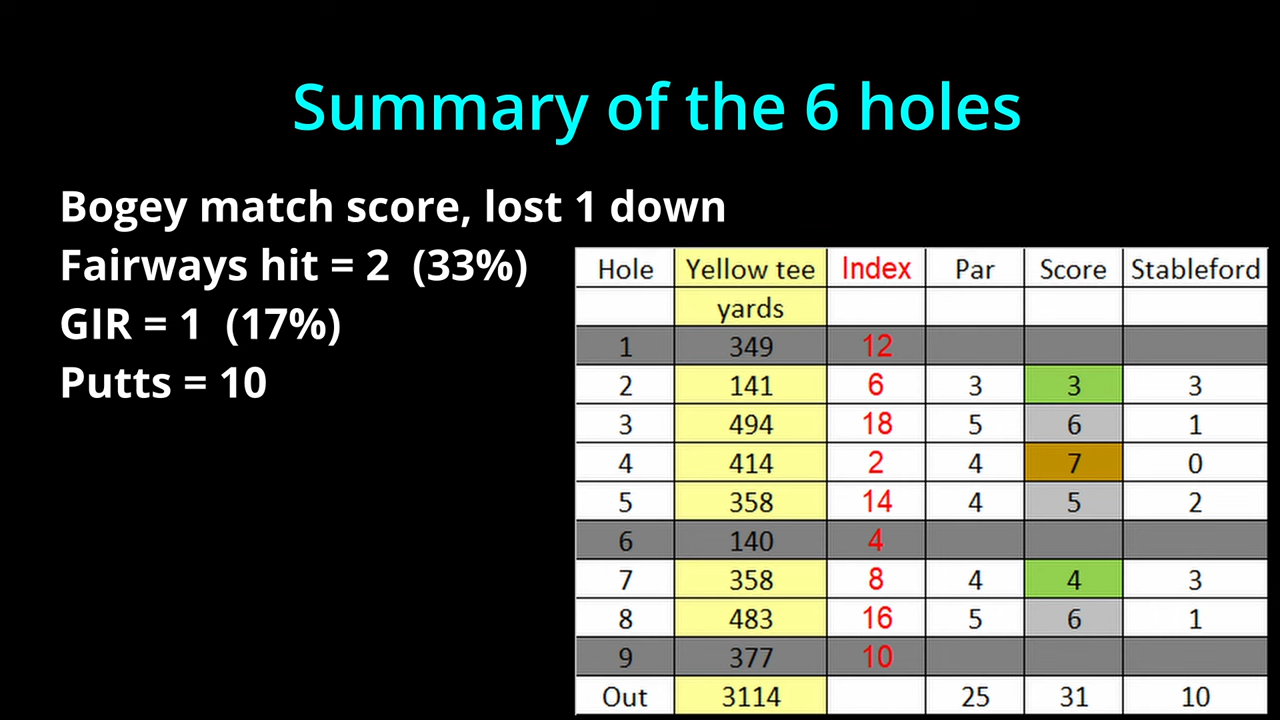 Summary of the 6 holes
Bogey match score, lost 1 down
Fairways hit = 2 (33%)
GIR = 1 (17%)
Putts = 10
Hole Yellow tee Index Par Score Stableford
yards
1 349 12
2 141 6 3 3 3
3 494 18 5 6 1
4 414 2 4 7 0
5 358 14 4 5 2
6 140 4
7 358 8 4 4 3
8 483 16 5 6 1
9 377 10
Out 3114 25 31 10